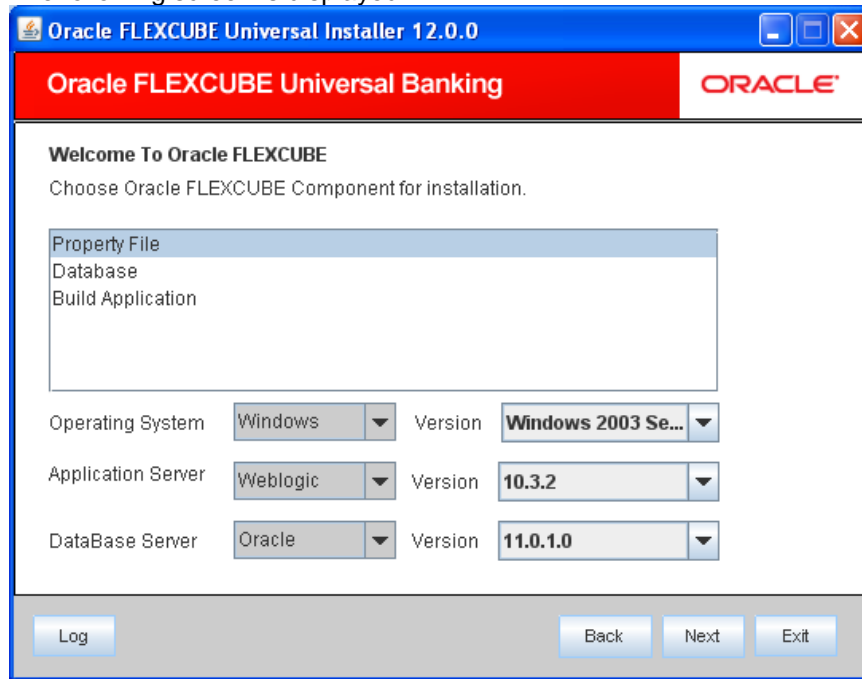 Oracle FLEXCUBE Universal Installer 12.0.0
Oracle FLEXCUBE Universal Banking ORACLE
Welcome To Oracle FLEXCUBE
Choose Oracle FLEXCUBE Component for installation.
Property File
Database
Build Application
Operating System Windows Version Windows 2003 Se...
Application Server Weblogic Version 10.3.2
DataBase Server Oracle Version 11.0.1.0
Log Back Next Exit